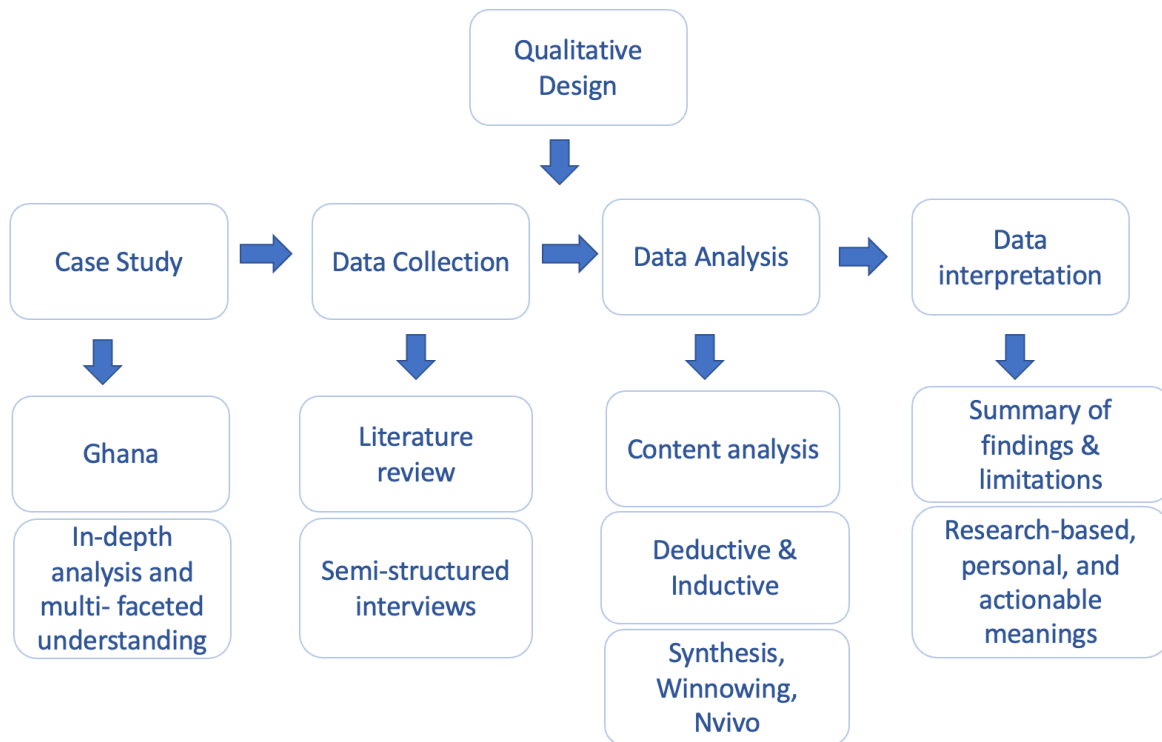 Qualitative
Design
Case Study
Data Collection
Data Analysis
Data
interpretation
Ghana
In-depth
analysis and
multi- faceted
understanding
Literature
review
Semi-structured
interviews
Content analysis
Deductive &
Inductive
Synthesis,
Winnowing,
Nvivo
Summary of
findings &
limitations
Research-based,
personal, and
actionable
meanings